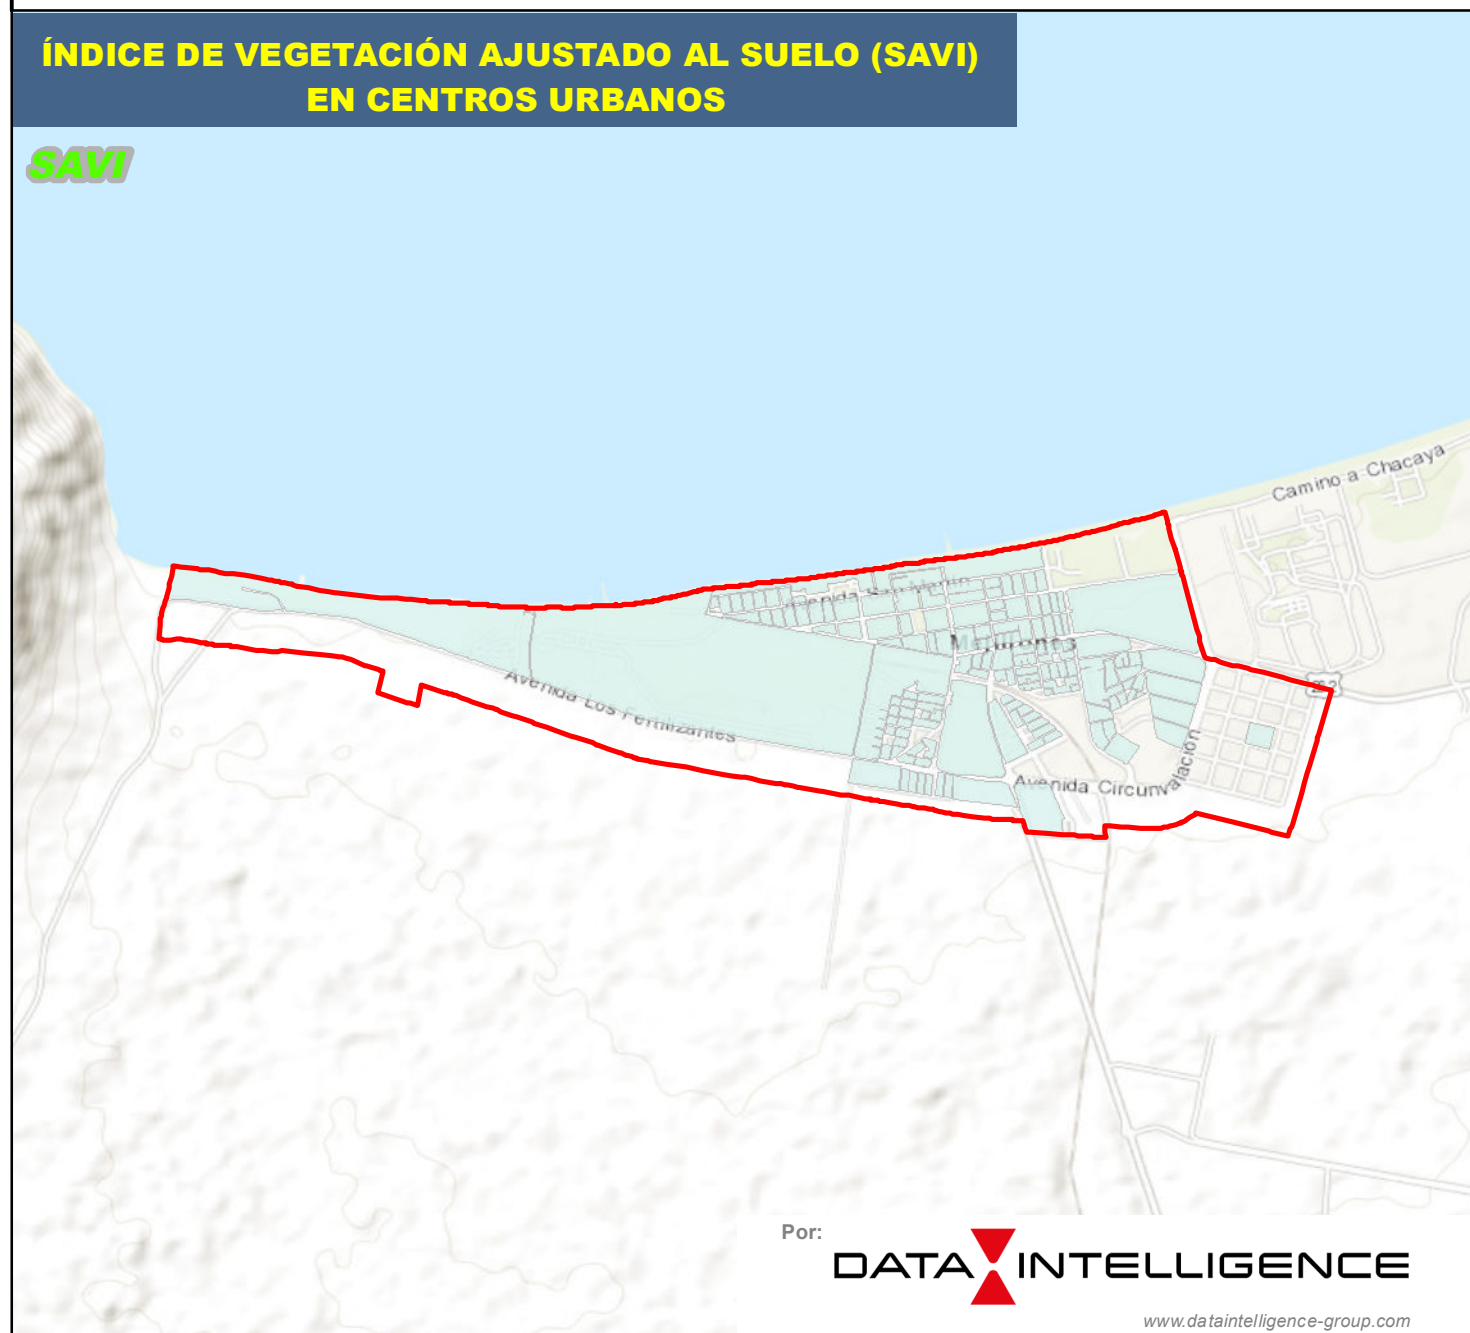 ÍNDICE DE VEGETACIÓN AJUSTADO AL SUELO (SAVI)
EN CENTROS URBANOS
SAVI
Camino a Chacaya
Avenida Los Fertilizantes
Avenida Circunvalación
Por:
DATA INTELLIGENCE
www.dataintelligence-group.com